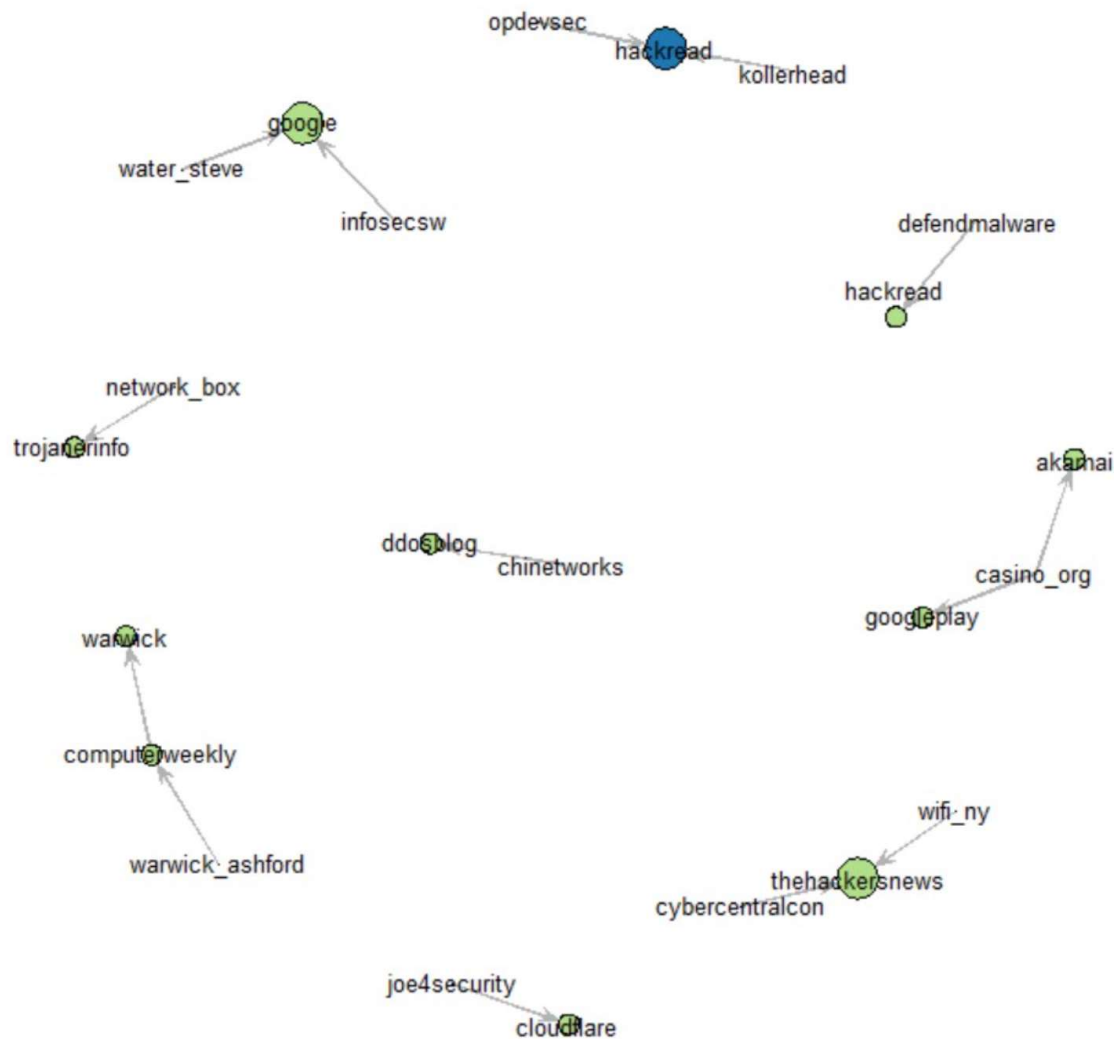 opdevsec
hackread
kollerhead
google
water_steve
infosecsw
defendmalware
hackread
network_box
trojanerinfo
akamai
ddosblog
chinetworks
casino_org
googleplay
warwick
computerweekly
wifi_ny
warwick_ashford
thehackersnews
cybercentralcon
joe4security
cloudflare